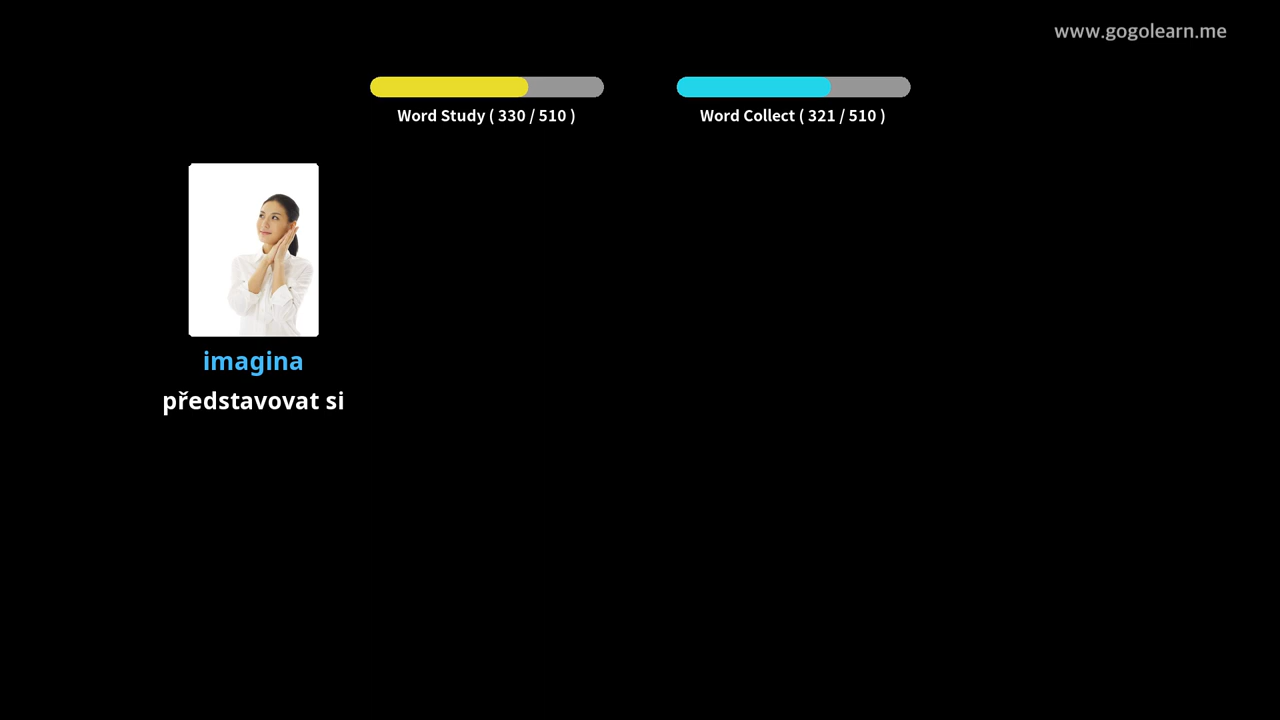 www.gogolearn.me
Word Study ( 330 / 510 )
Word Collect ( 321 / 510 )
imagina
představovat si